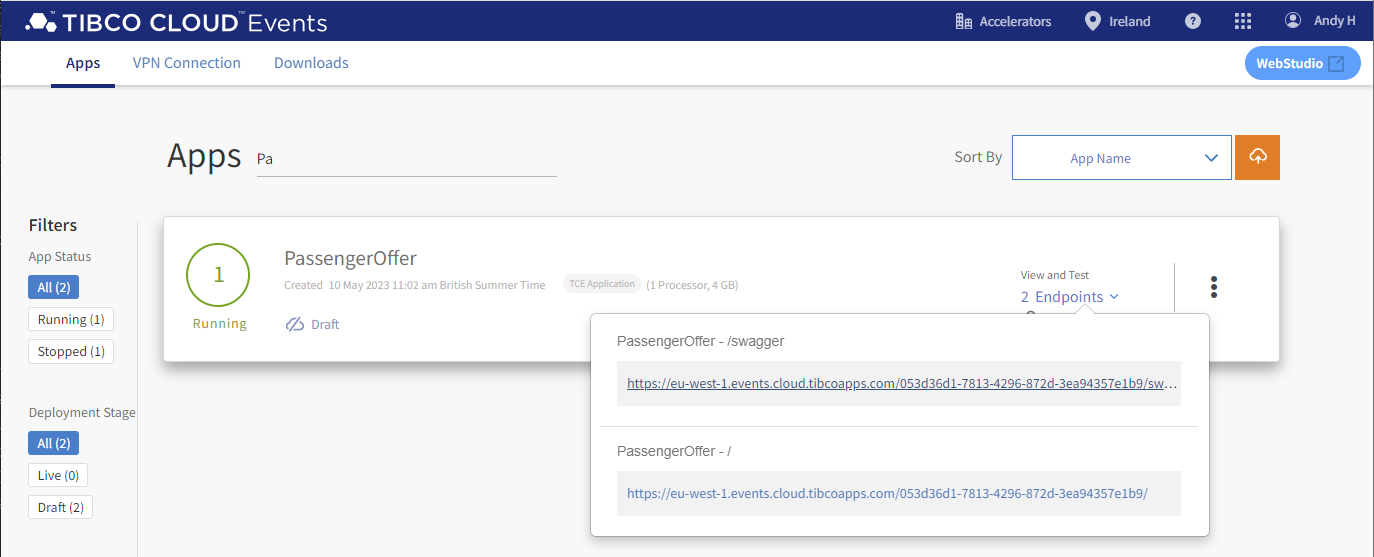 TIBCO CLOUD™ Events
Accelerators
Ireland
?
Andy H
Apps
VPN Connection
Downloads
WebStudio
Apps
Pa
Sort By
App Name
Filters
App Status
All (2)
Running (1)
Stopped (1)
Deployment Stage
All (2)
Live (0)
Draft (2)
1
Running
PassengerOffer
Created 10 May 2023 11:02 am British Summer Time
TCE Application
(1 Processor, 4 GB)
Draft
View and Test
2 Endpoints
PassengerOffer - /swagger
https://eu-west-1.events.cloud.tibcoapps.com/053d36d1-7813-4296-872d-3ea94357e1b9/sw...
PassengerOffer - /
https://eu-west-1.events.cloud.tibcoapps.com/053d36d1-7813-4296-872d-3ea94357e1b9/